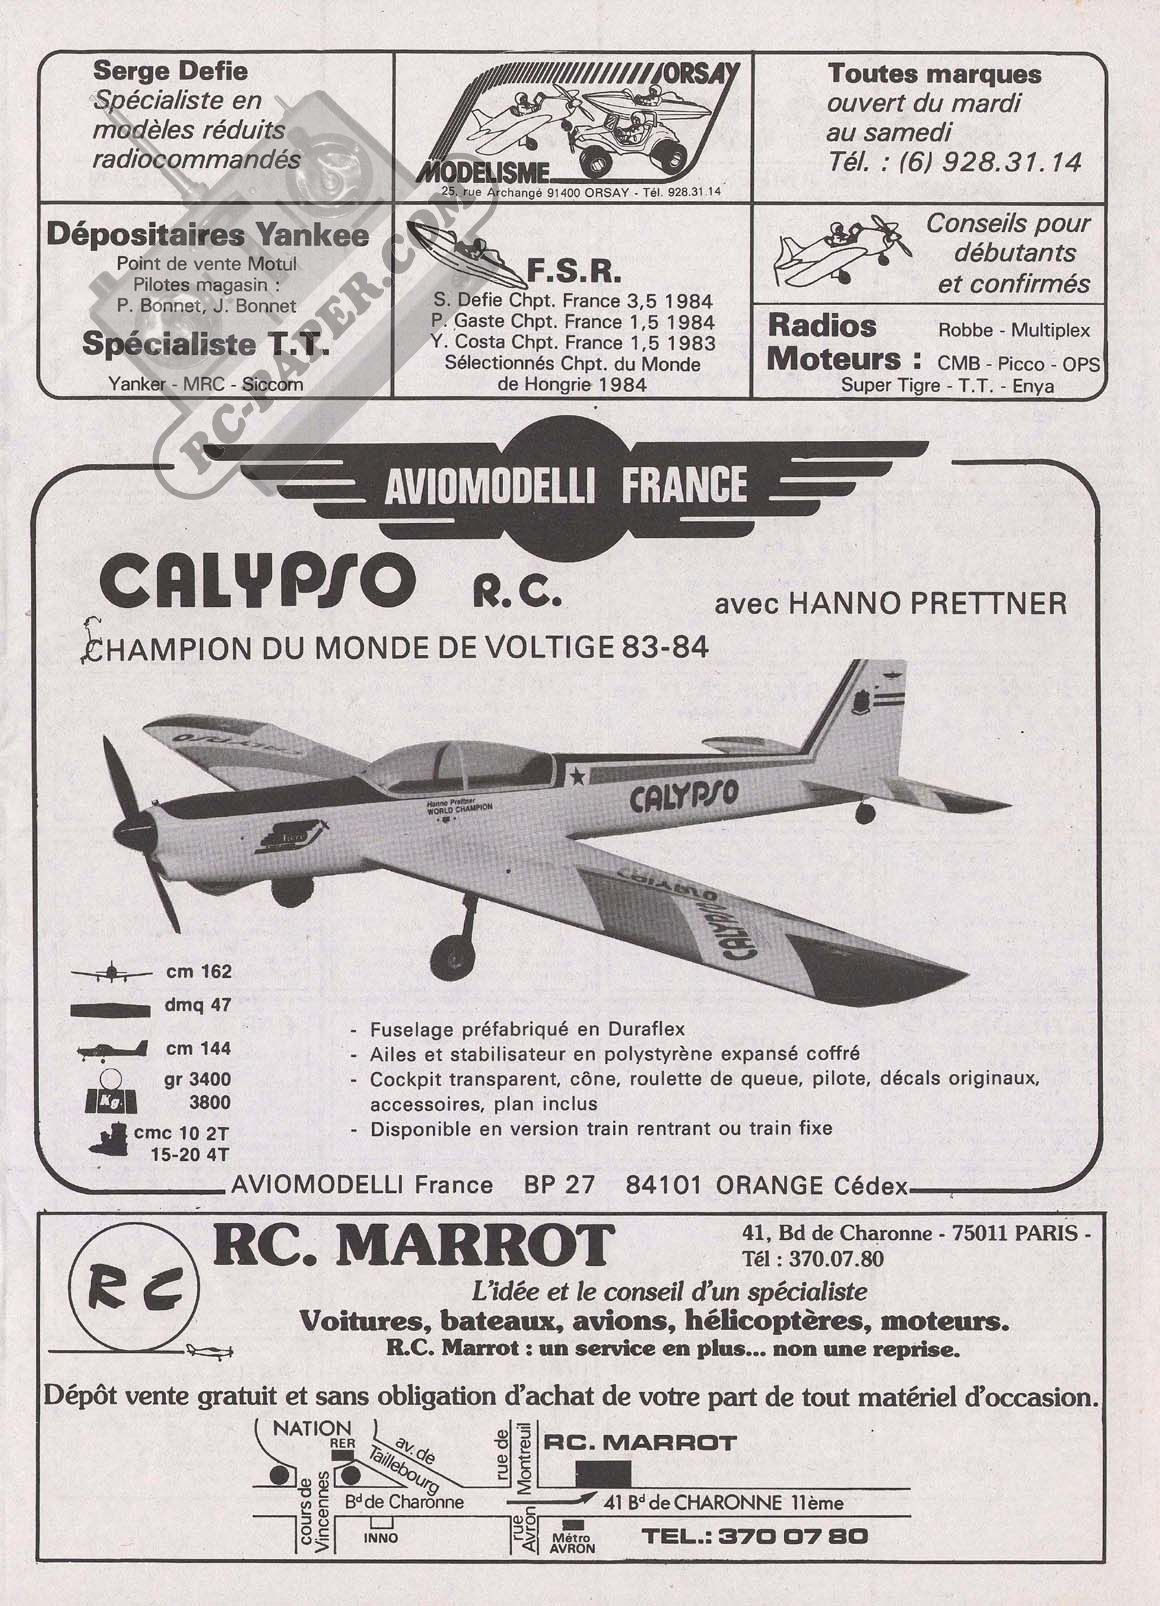 Serge Defie
Spécialiste en
modèles réduits
radiocommandés
ORSAY
MODELISME
25, rue Archangé 91400 ORSAY - Tél. 928.31.14
Toutes marques
ouvert du mardi
au samedi
Tél. : (6) 928.31.14
Dépositaires Yankee
Point de vente Motul
Pilotes magasin :
P. Bonnet, J. Bonnet
Spécialiste T.T.
Yanker - MRC - Siccom
F.S.R.
S. Defie Chpt. France 3,5 1984
P. Gaste Chpt. France 1,5 1984
Y. Costa Chpt. France 1,5 1983
Sélectionnés Chpt. du Monde
de Hongrie 1984
Conseils pour
débutants
et confirmés
Radios Robbe - Multiplex
Moteurs : CMB - Picco - OPS
Super Tigre - T.T. - Enya
RC-PAPER.COM
AVIOMODELLI FRANCE
CALYPSO R.C.
avec HANNO PRETTNER
CHAMPION DU MONDE DE VOLTIGE 83-84
CALYPSO
Hanno Prettner
WORLD CHAMPION
CALYPSO
CALYPSO
cm 162
dmq 47
cm 144
gr 3400
3800
Kg.
cmc 10 2T
15-20 4T
- Fuselage préfabriqué en Duraflex
- Ailes et stabilisateur en polystyrène expansé coffré
- Cockpit transparent, cône, roulette de queue, pilote, décals originaux,
accessoires, plan inclus
- Disponible en version train rentrant ou train fixe
AVIOMODELLI France BP 27 84101 ORANGE Cédex
RC
RC. MARROT
41, Bd de Charonne - 75011 PARIS -
Tél : 370.07.80
L'idée et le conseil d'un spécialiste
Voitures, bateaux, avions, hélicoptères, moteurs.
R.C. Marrot : un service en plus... non une reprise.
Dépôt vente gratuit et sans obligation d'achat de votre part de tout matériel d'occasion.
NATION
RER
av. de
Taillebourg
rue de
Montreuil
RC. MARROT
cours de
Vincennes
Bd de Charonne
41 Bd de CHARONNE 11ème
INNO
rue
Avron
Métro
AVRON
TEL.: 370 07 80